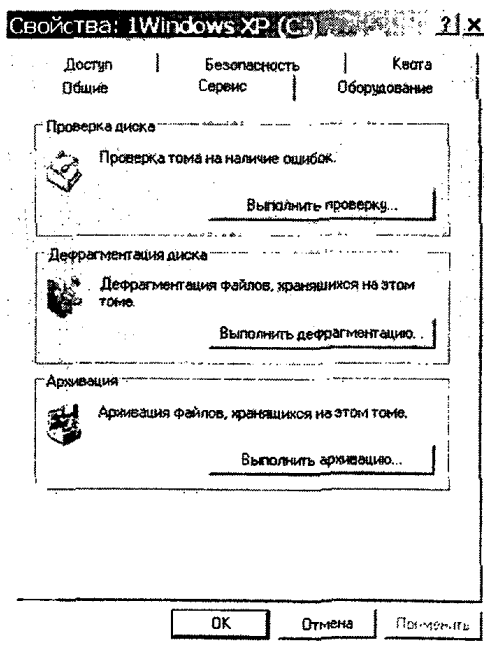 Свойства: 1Windows XP (C:) ? ×
Доступ Безопасность Квота
Общие Сервис Оборудование
Проверка диска
Проверка тома на наличие ошибок.
Выполнить проверку...
Дефрагментация диска
Дефрагментация файлов, хранящихся на этом
томе.
Выполнить дефрагментацию. .
Архивация
Архивация файлов, хранящихся на этом томе.
Выполнить архивацию...
OK Отмена Применить